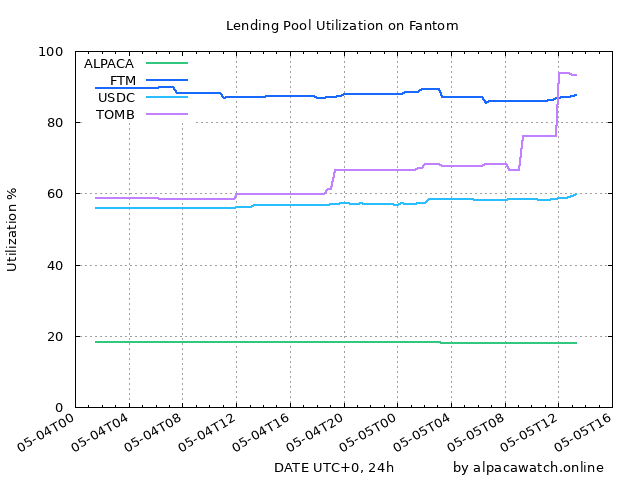 Lending Pool Utilization on Fantom
100
80
60
40
20
0
Utilization %
ALPACA
FTM
USDC
TOMB
05-04T00
05-04T04
05-04T08
05-04T12
05-04T16
05-04T20
05-05T00
05-05T04
05-05T08
05-05T12
05-05T16
DATE UTC+0, 24h
by alpacawatch.online